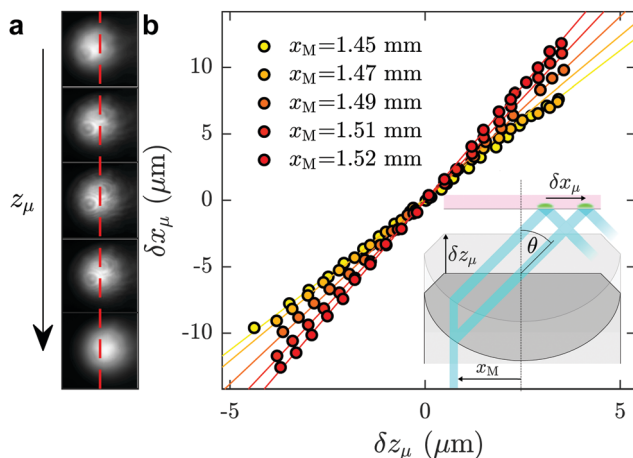 a
b
z_μ
δx_μ (μm)
10
5
0
-5
-10
x_M=1.45 mm
x_M=1.47 mm
x_M=1.49 mm
x_M=1.51 mm
x_M=1.52 mm
δx_μ
δz_μ
θ
x_M
-5
0
5
δz_μ (μm)